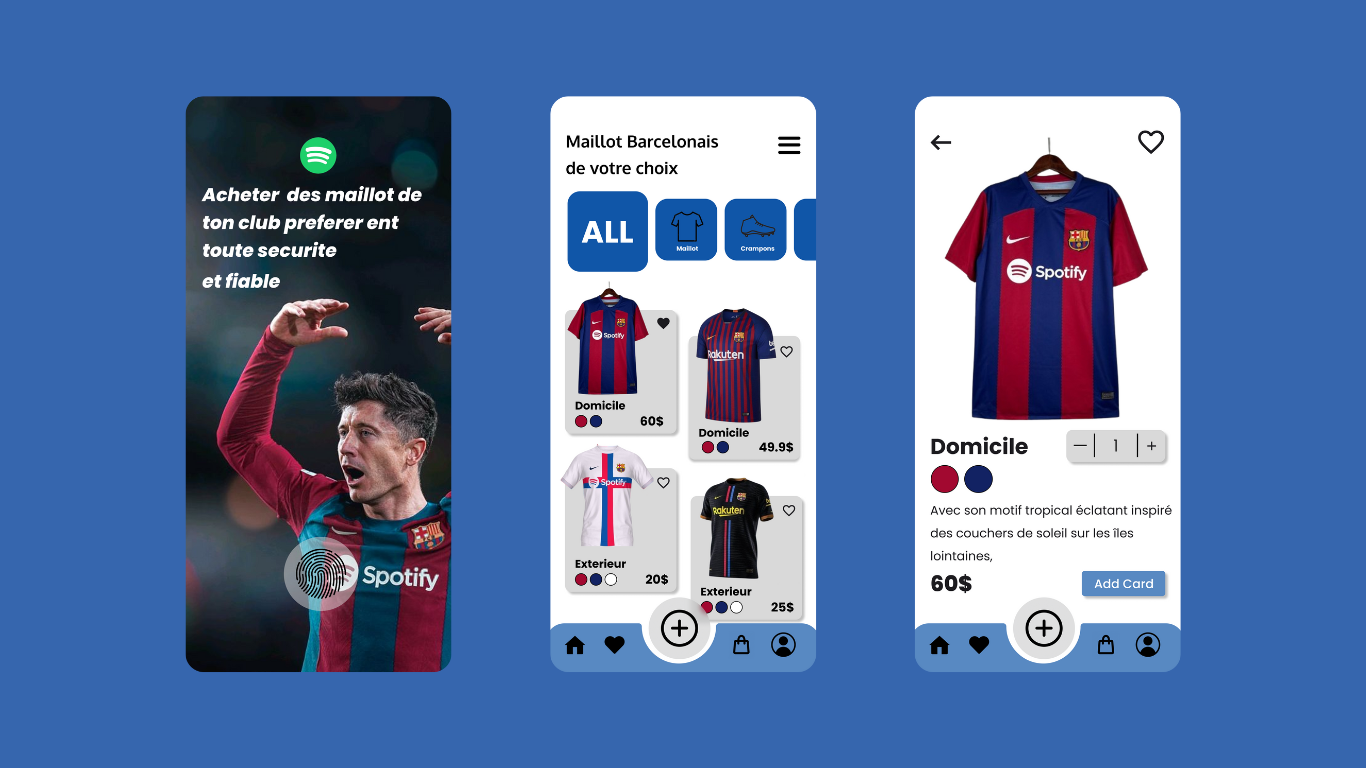 Acheter des maillot de
ton club preferer ent
toute securite
et fiable
Spotify
Maillot Barcelonais
de votre choix
ALL
Maillot
Crampons
Spotify
Domicile
60$
Rakuten
Domicile
49.9$
Spotify
Exterieur
20$
Rakuten
Exterieur
25$
Spotify
Domicile
1
Avec son motif tropical éclatant inspiré
des couchers de soleil sur les îles
lointaines,
60$
Add Card